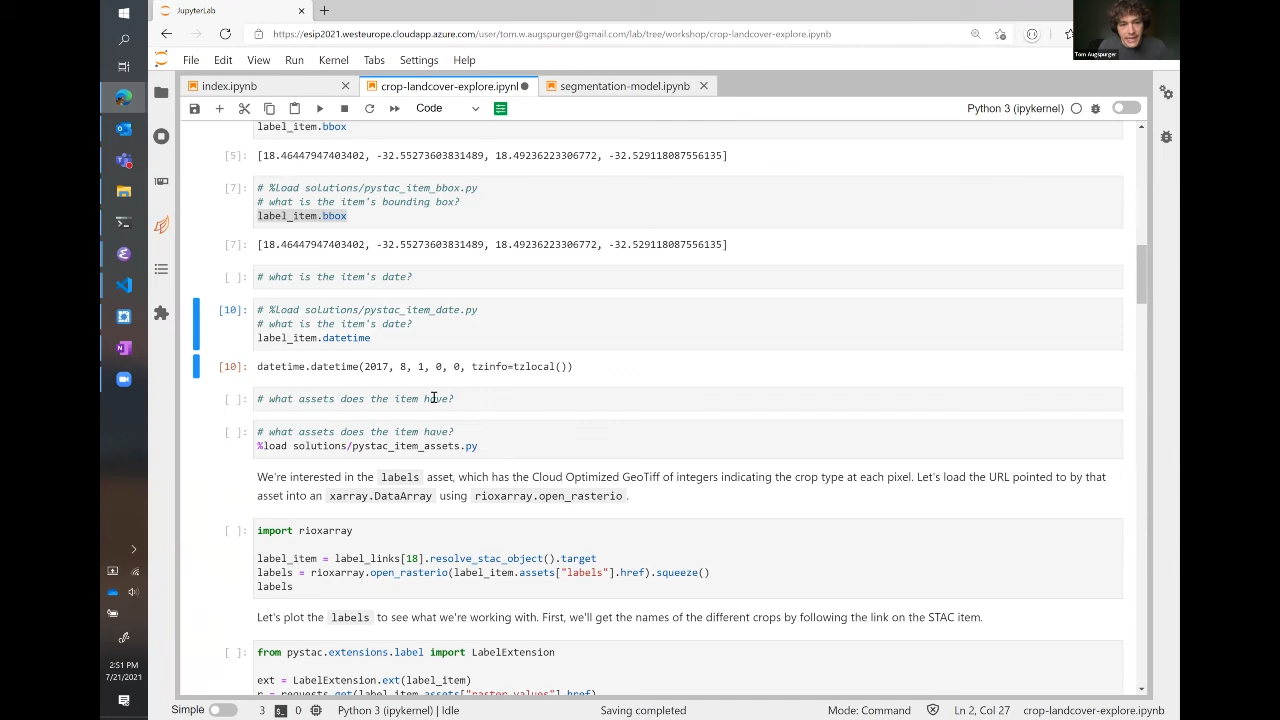 JupyterLab
https://esip2021.westeurope.cloudapp.azure.com/user/tom.w.augspurger@gmail.com/lab/tree/workshop/crop-landcover-explore.ipynb
Tom Augspurger
File Edit View Run Kernel Tabs Settings Help
index.ipynb
crop-landcover-explore.ipynb
segmentation-model.ipynb
Code
Python 3 (ipykernel)
label_item.bbox
[5]: [18.46447947403402, -32.55273603831489, 18.49236223306772, -32.529118087556135]
[7]: # %load solutions/pystac_item_bbox.py
# what is the item's bounding box?
label_item.bbox
[7]: [18.46447947403402, -32.55273603831489, 18.49236223306772, -32.529118087556135]
[ ]: # what is the item's date?
[10]: # %load solutions/pystac_item_date.py
# what is the item's date?
label_item.datetime
[10]: datetime.datetime(2017, 8, 1, 0, 0, tzinfo=tzlocal())
[ ]: # what assets does the item have?
[ ]: # what assets does the item have?
%load solutions/pystac_item_assets.py
We're interested in the labels asset, which has the Cloud Optimized GeoTiff of integers indicating the crop type at each pixel. Let's load the URL pointed to by that
asset into an xarray.DataArray using rioxarray.open_rasterio.
[ ]: import rioxarray
label_item = label_links[18].resolve_stac_object().target
labels = rioxarray.open_rasterio(label_item.assets["labels"].href).squeeze()
labels
Let's plot the labels to see what we're working with. First, we'll get the names of the different crops by following the link on the STAC item.
[ ]: from pystac.extensions.label import LabelExtension
ext = LabelExtension.ext(label_item)
r = requests.get(label_item.assets["raster_values"].href)
2:51 PM
7/21/2021
Simple 3 0 Python 3 (ipykernel) | Idle Saving completed Mode: Command Ln 2, Col 27 crop-landcover-explore.ipynb